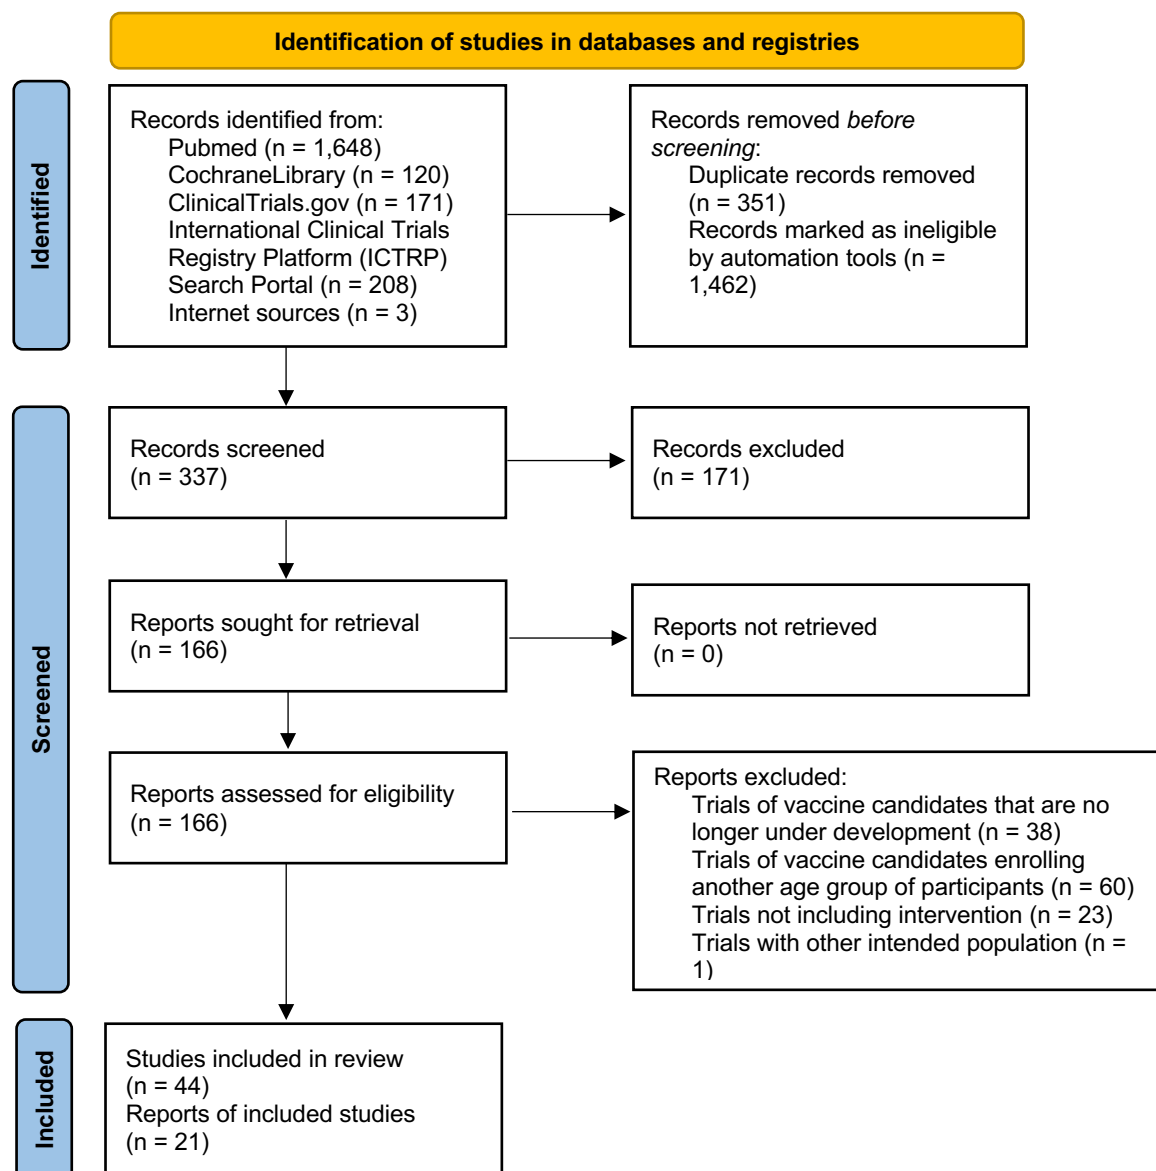 Identification of studies in databases and registries
Identified
Records identified from:
Pubmed (n = 1,648)
CochraneLibrary (n = 120)
ClinicalTrials.gov (n = 171)
International Clinical Trials
Registry Platform (ICTRP)
Search Portal (n = 208)
Internet sources (n = 3)
Records removed before
screening:
Duplicate records removed
(n = 351)
Records marked as ineligible
by automation tools (n =
1,462)
Screened
Records screened
(n = 337)
Records excluded
(n = 171)
Reports sought for retrieval
(n = 166)
Reports not retrieved
(n = 0)
Reports assessed for eligibility
(n = 166)
Reports excluded:
Trials of vaccine candidates that are no
longer under development (n = 38)
Trials of vaccine candidates enrolling
another age group of participants (n = 60)
Trials not including intervention (n = 23)
Trials with other intended population (n =
1)
Included
Studies included in review
(n = 44)
Reports of included studies
(n = 21)